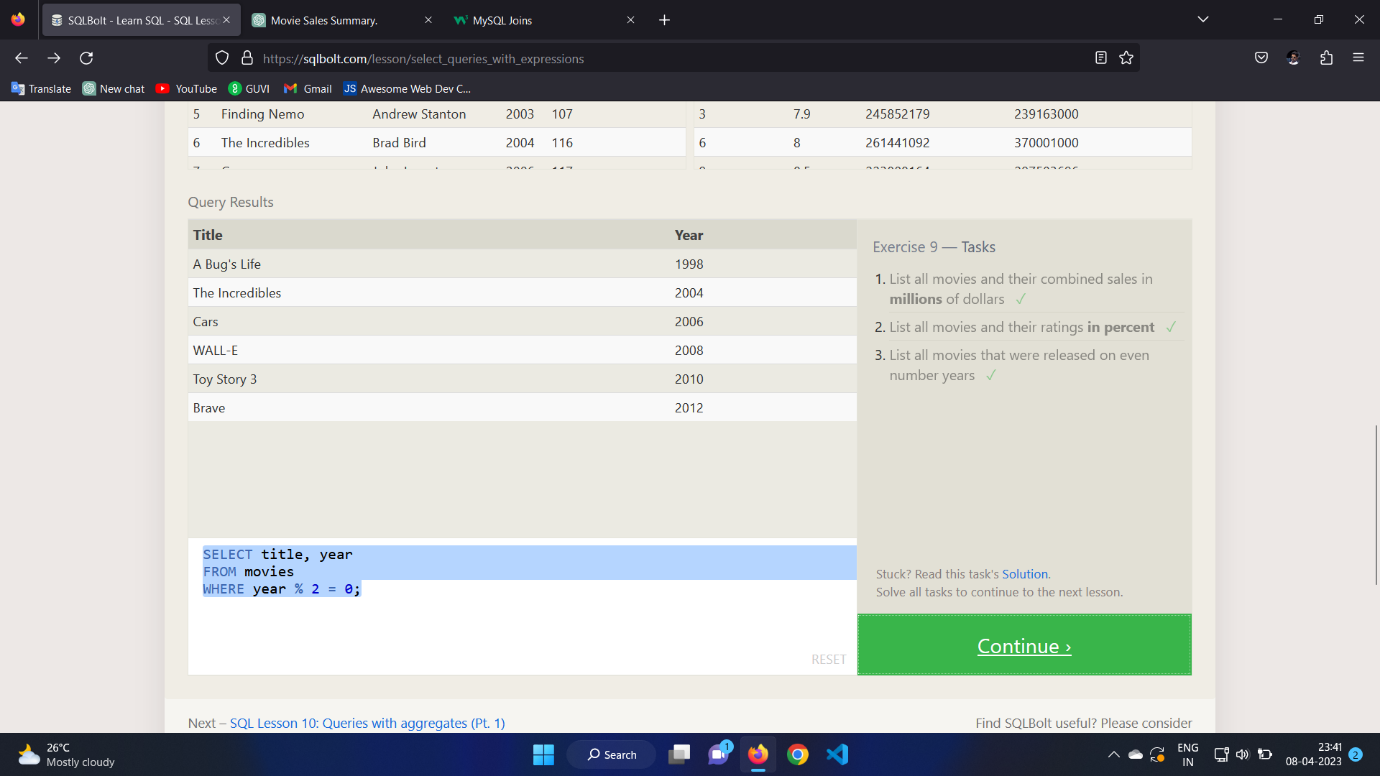 SQLBolt - Learn SQL - SQL Less
Movie Sales Summary.
MySQL Joins
https://sqlbolt.com/lesson/select_queries_with_expressions
Translate
New chat
YouTube
GUVI
Gmail
JS Awesome Web Dev C...
5 Finding Nemo Andrew Stanton 2003 107 3 7.9 245852179 239163000
6 The Incredibles Brad Bird 2004 116 6 8 261441092 370001000
Query Results
Title Year
A Bug's Life 1998
The Incredibles 2004
Cars 2006
WALL-E 2008
Toy Story 3 2010
Brave 2012
Exercise 9 — Tasks
1. List all movies and their combined sales in
millions of dollars ✓
2. List all movies and their ratings in percent ✓
3. List all movies that were released on even
number years ✓
SELECT title, year
FROM movies
WHERE year % 2 = 0;
RESET
Stuck? Read this task's Solution.
Solve all tasks to continue to the next lesson.
Continue ›
Next – SQL Lesson 10: Queries with aggregates (Pt. 1)
Find SQLBolt useful? Please consider
26°C
Mostly cloudy
Search
1
ENG
IN
23:41
08-04-2023
2